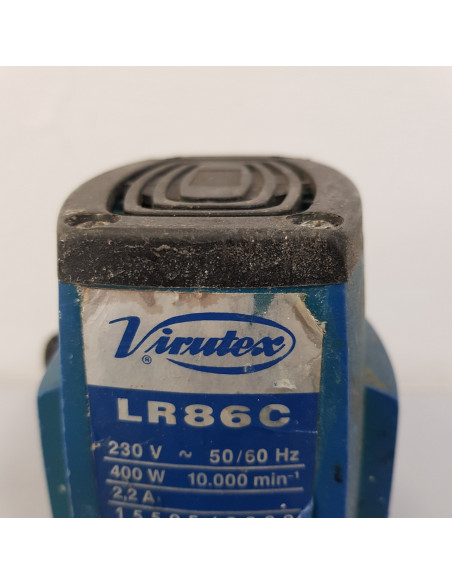 Virutex
®
LR86C
230 V ~ 50/60 Hz
400 W 10.000 min⁻¹
2,2 A